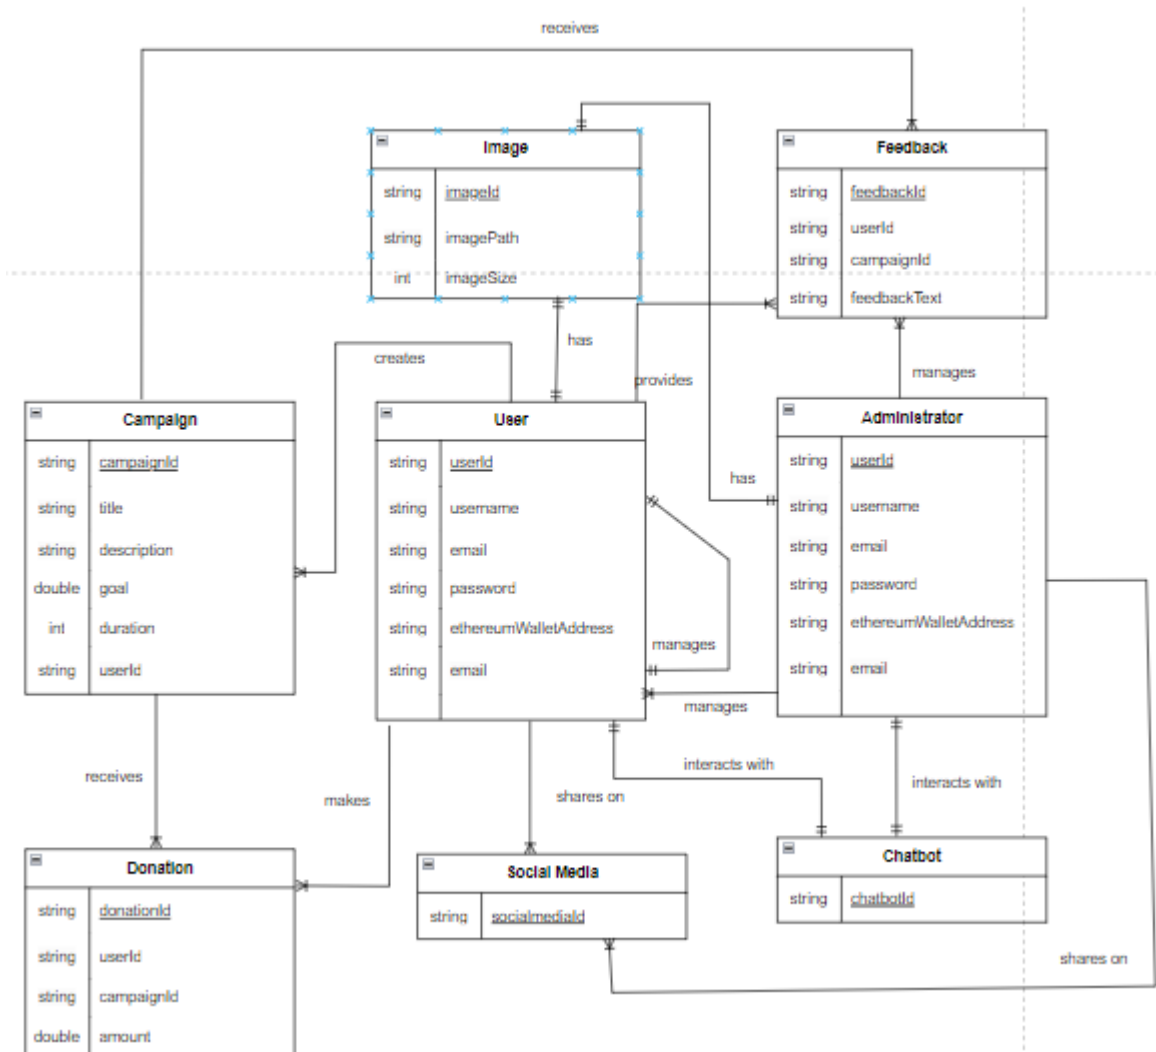 receives
Image
string imageId
string imagePath
int imageSize
Feedback
string feedbackId
string userId
string campaignId
string feedbackText
has
creates
provides
manages
Campaign
string campaignId
string title
string description
double goal
int duration
string userId
User
string userId
string username
string email
string password
string ethereumWalletAddress
string email
Administrator
string userId
string username
string email
string password
string ethereumWalletAddress
string email
has
manages
manages
receives
makes
shares on
interacts with
interacts with
Donation
string donationId
string userId
string campaignId
double amount
Social Media
string socialmediaId
Chatbot
string chatbotId
shares on